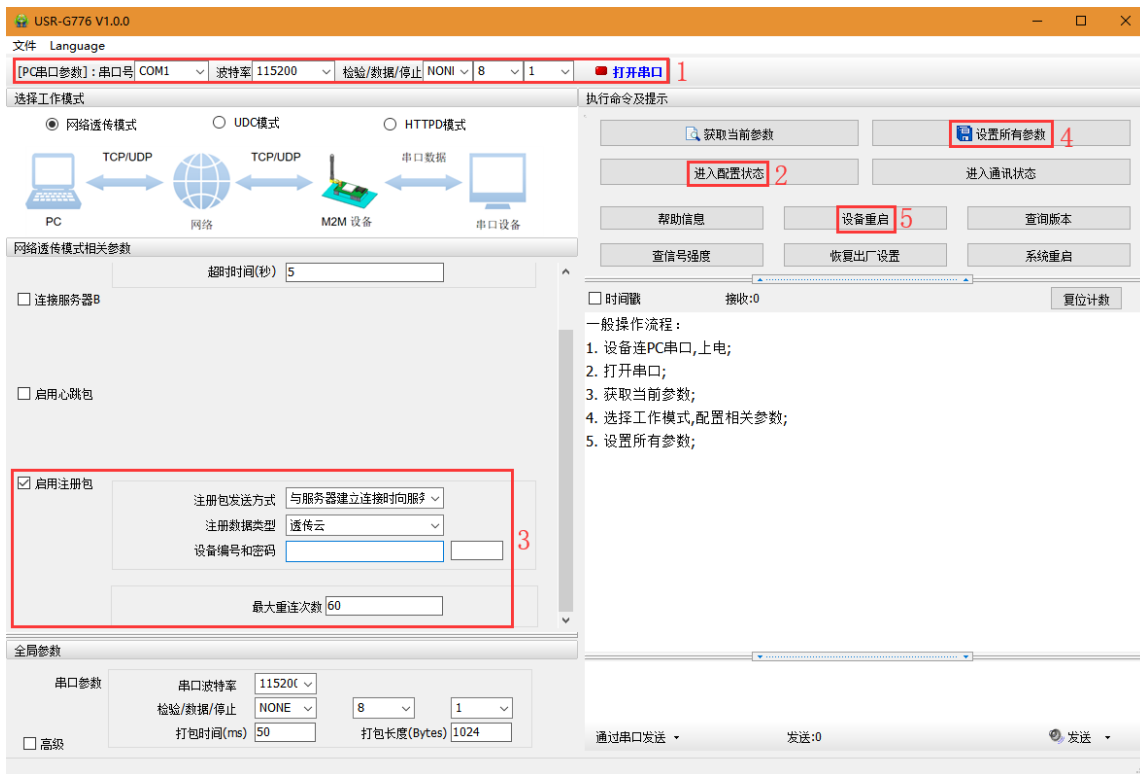 USR-G776 V1.0.0
文件 Language
[PC串口参数]：串口号 COM1 波特率 115200 检验/数据/停止 NONI 8 1 打开串口 1
选择工作模式
网络透传模式 UDC模式 HTTPD模式
TCP/UDP TCP/UDP 串口数据
PC 网络 M2M 设备 串口设备
网络透传模式相关参数
超时时间(秒) 5
连接服务器B
启用心跳包
启用注册包
注册包发送方式 与服务器建立连接时向服务
注册数据类型 透传云
设备编号和密码
3
最大重连次数 60
全局参数
串口参数 串口波特率 11520(
检验/数据/停止 NONE 8 1
打包时间(ms) 50 打包长度(Bytes) 1024
高级
执行命令及提示
获取当前参数 设置所有参数 4
进入配置状态 2 进入通讯状态
帮助信息 设备重启 5 查询版本
查信号强度 恢复出厂设置 系统重启
时间戳 接收:0 复位计数
一般操作流程：
1. 设备连PC串口,上电;
2. 打开串口;
3. 获取当前参数;
4. 选择工作模式,配置相关参数;
5. 设置所有参数;
通过串口发送 发送:0 发送